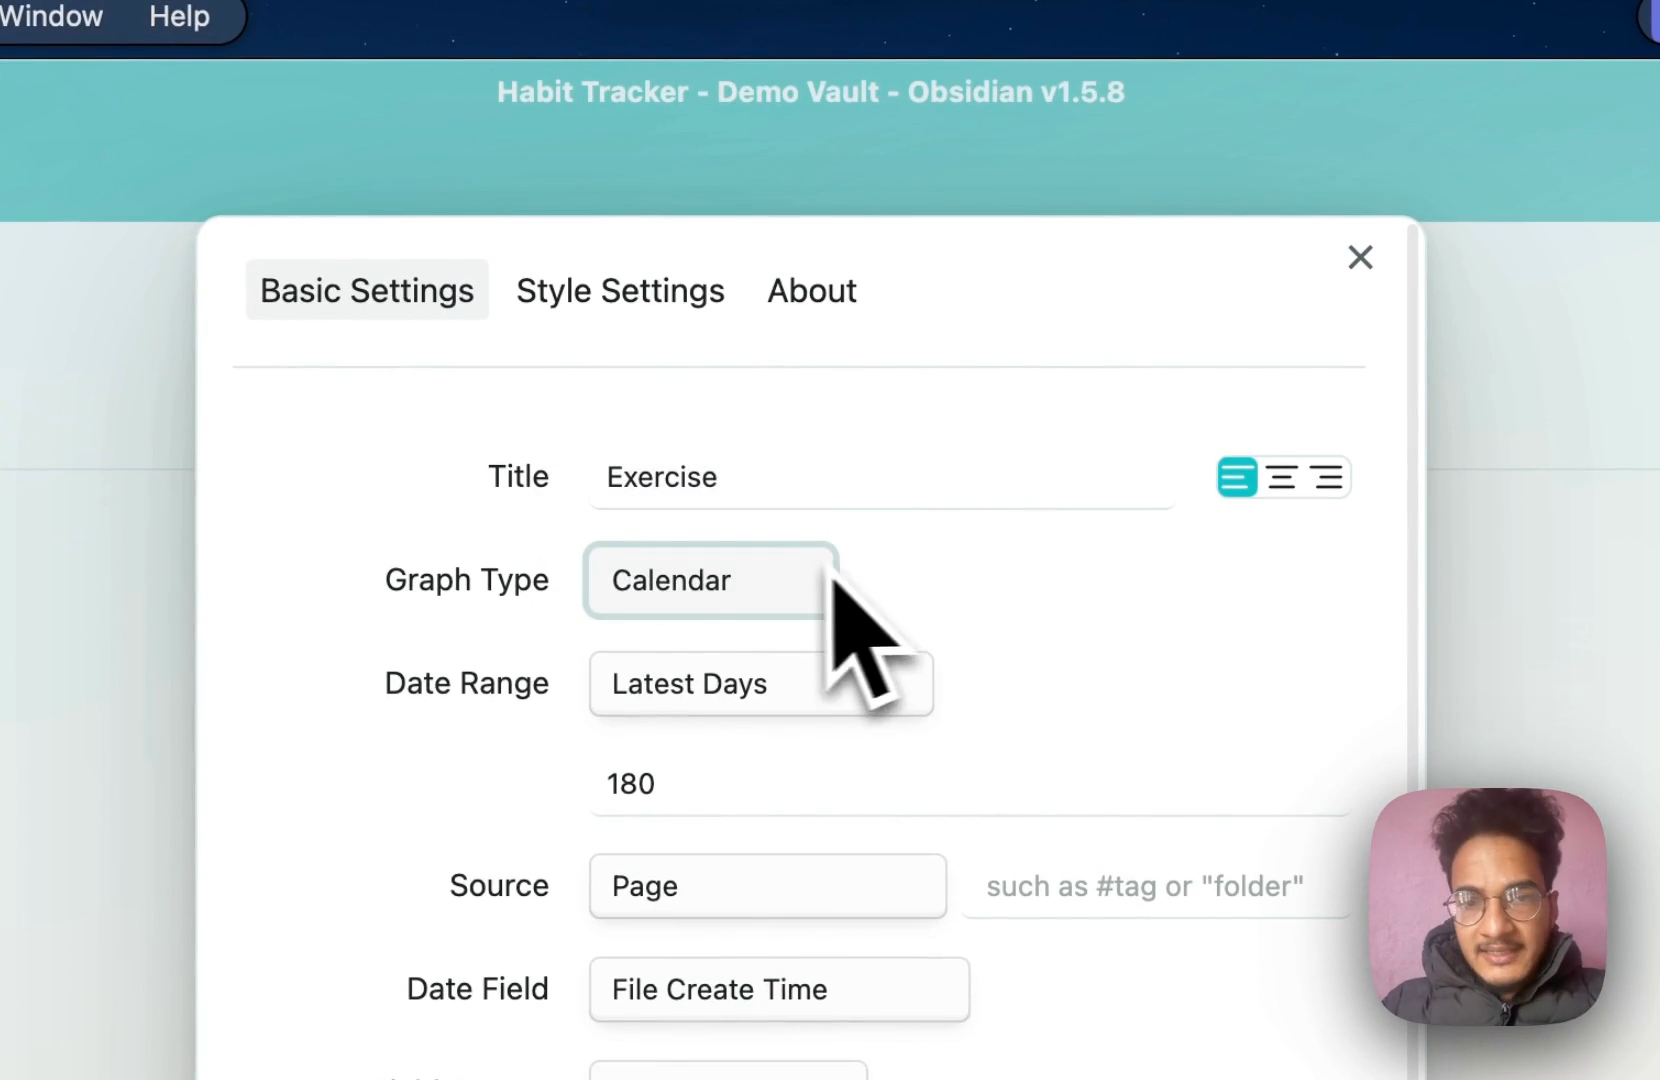 Window Help
Habit Tracker - Demo Vault - Obsidian v1.5.8
Basic Settings Style Settings About
Title Exercise
Graph Type Calendar
Date Range Latest Days
180
Source Page such as #tag or "folder"
Date Field File Create Time